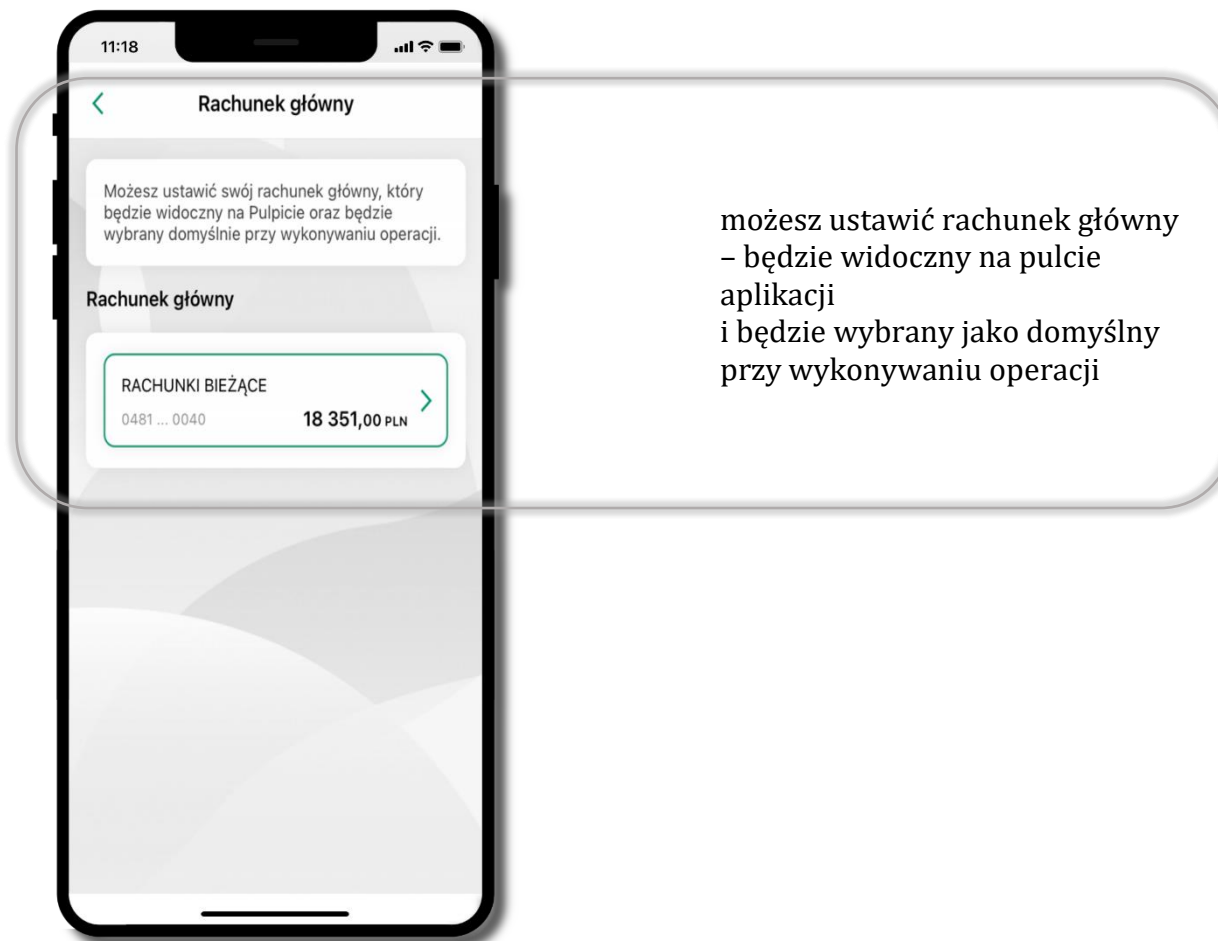 11:18
Rachunek główny
Możesz ustawić swój rachunek główny, który
będzie widoczny na Pulpicie oraz będzie
wybrany domyślnie przy wykonywaniu operacji.
Rachunek główny
RACHUNKI BIEŻĄCE
0481 ... 0040 18 351,00 PLN
możesz ustawić rachunek główny
– będzie widoczny na pulcie
aplikacji
i będzie wybrany jako domyślny
przy wykonywaniu operacji